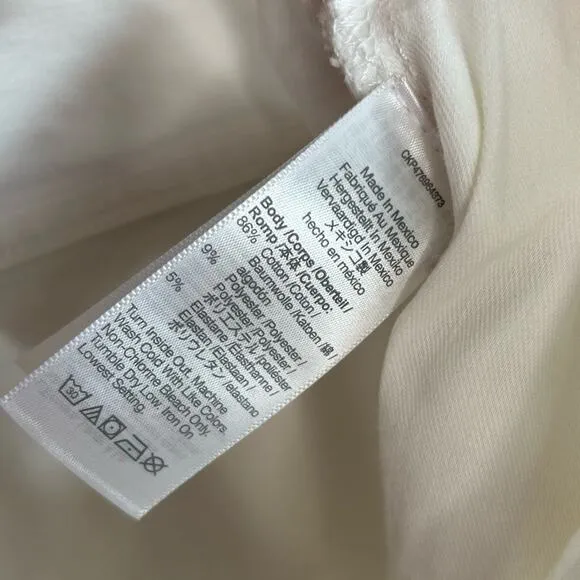 CKP476964373
Made In Mexico
Fabriqué Au Mexique
Hergestellt In Mexiko
Vervaardigd In Mexico
メキシコ製
hecho en méxico
Body /Corps /Oberteil /
Romp /本体 /Cuerpo:
86% Cotton /Coton /
Baumwolle /Katoen /綿 /
algodón
9% Polyester /Polyester /
Polyester /Polyester /
ポリエステル /poliéster
5% Elastane /Élasthanne /
Elastan /Elastaan /
ポリウレタン /elastano
Turn Inside Out. Machine
Wash Cold With Like Colors.
Non-Chlorine Bleach Only.
Tumble Dry Low. Iron On
Lowest Setting.
30